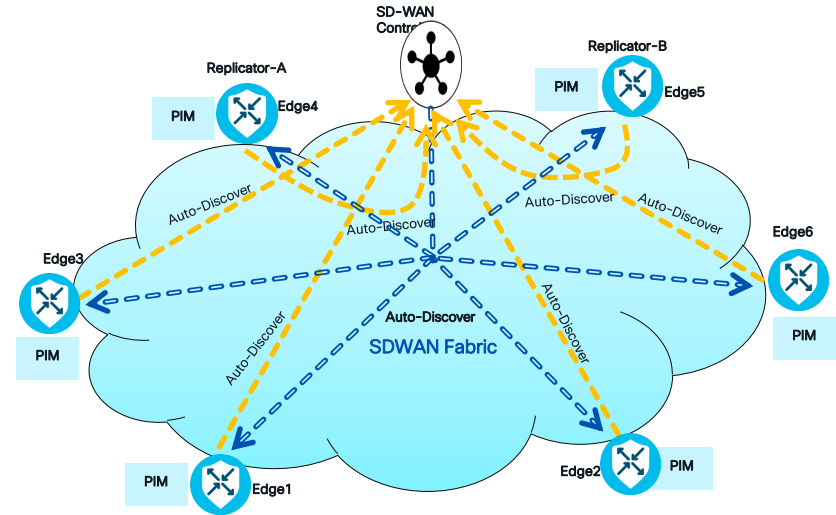 SD-WAN
Control
Replicator-A
Replicator-B
PIM
Edge4
PIM
Edge5
Auto-Discover
Auto-Discover
Auto-Discover
Auto-Discover
Edge3
Edge6
PIM
PIM
Auto-Discover
Auto-Discover
Auto-Discover
SDWAN Fabric
PIM
Edge1
Edge2
PIM